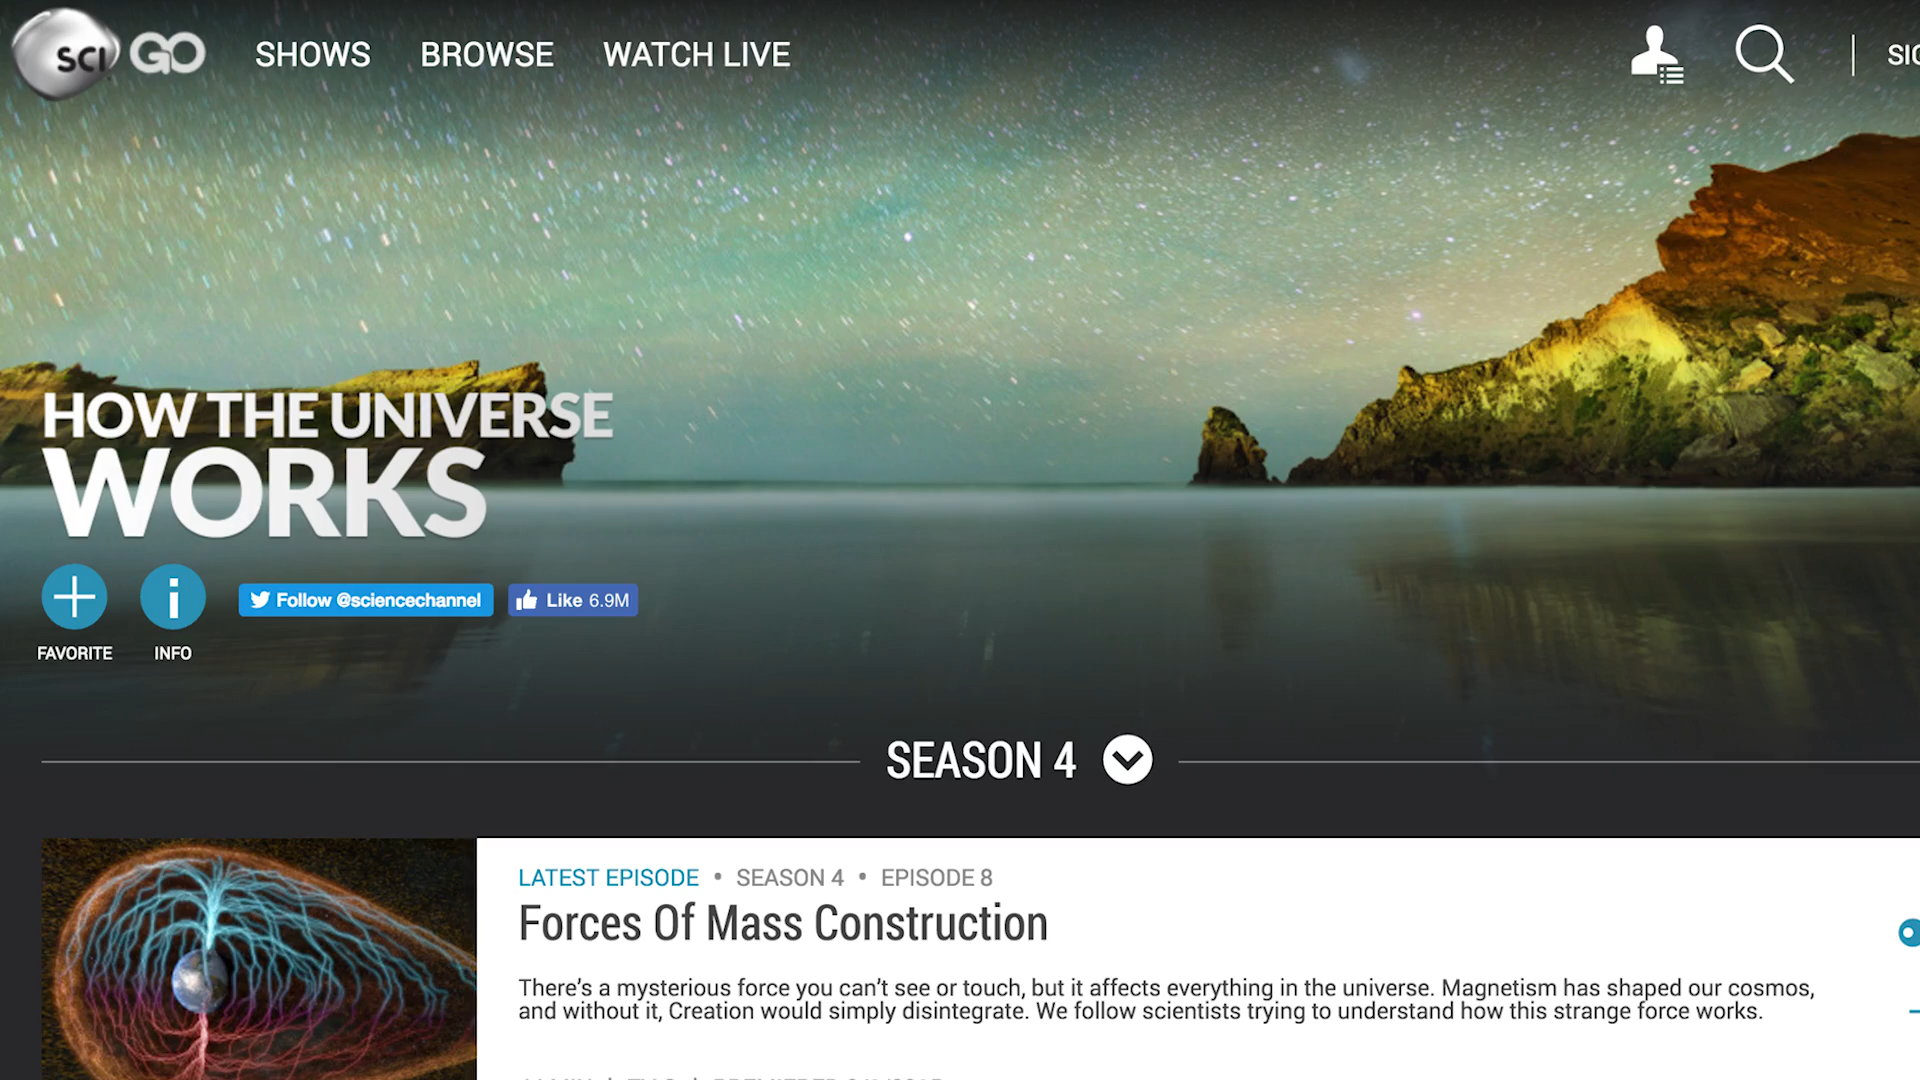 SCI GO SHOWS BROWSE WATCH LIVE
HOW THE UNIVERSE
WORKS
Follow @sciencechannel Like 6.9M
FAVORITE INFO
SEASON 4
LATEST EPISODE • SEASON 4 • EPISODE 8
Forces Of Mass Construction
There's a mysterious force you can't see or touch, but it affects everything in the universe. Magnetism has shaped our cosmos,
and without it, Creation would simply disintegrate. We follow scientists trying to understand how this strange force works.